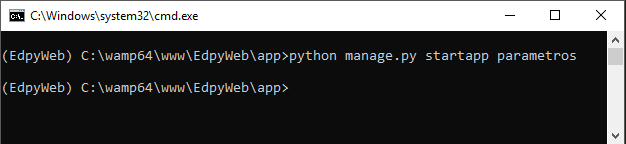 C:\Windows\system32\cmd.exe
(EdpyWeb) C:\wamp64\www\EdpyWeb\app>python manage.py startapp parametros
(EdpyWeb) C:\wamp64\www\EdpyWeb\app>